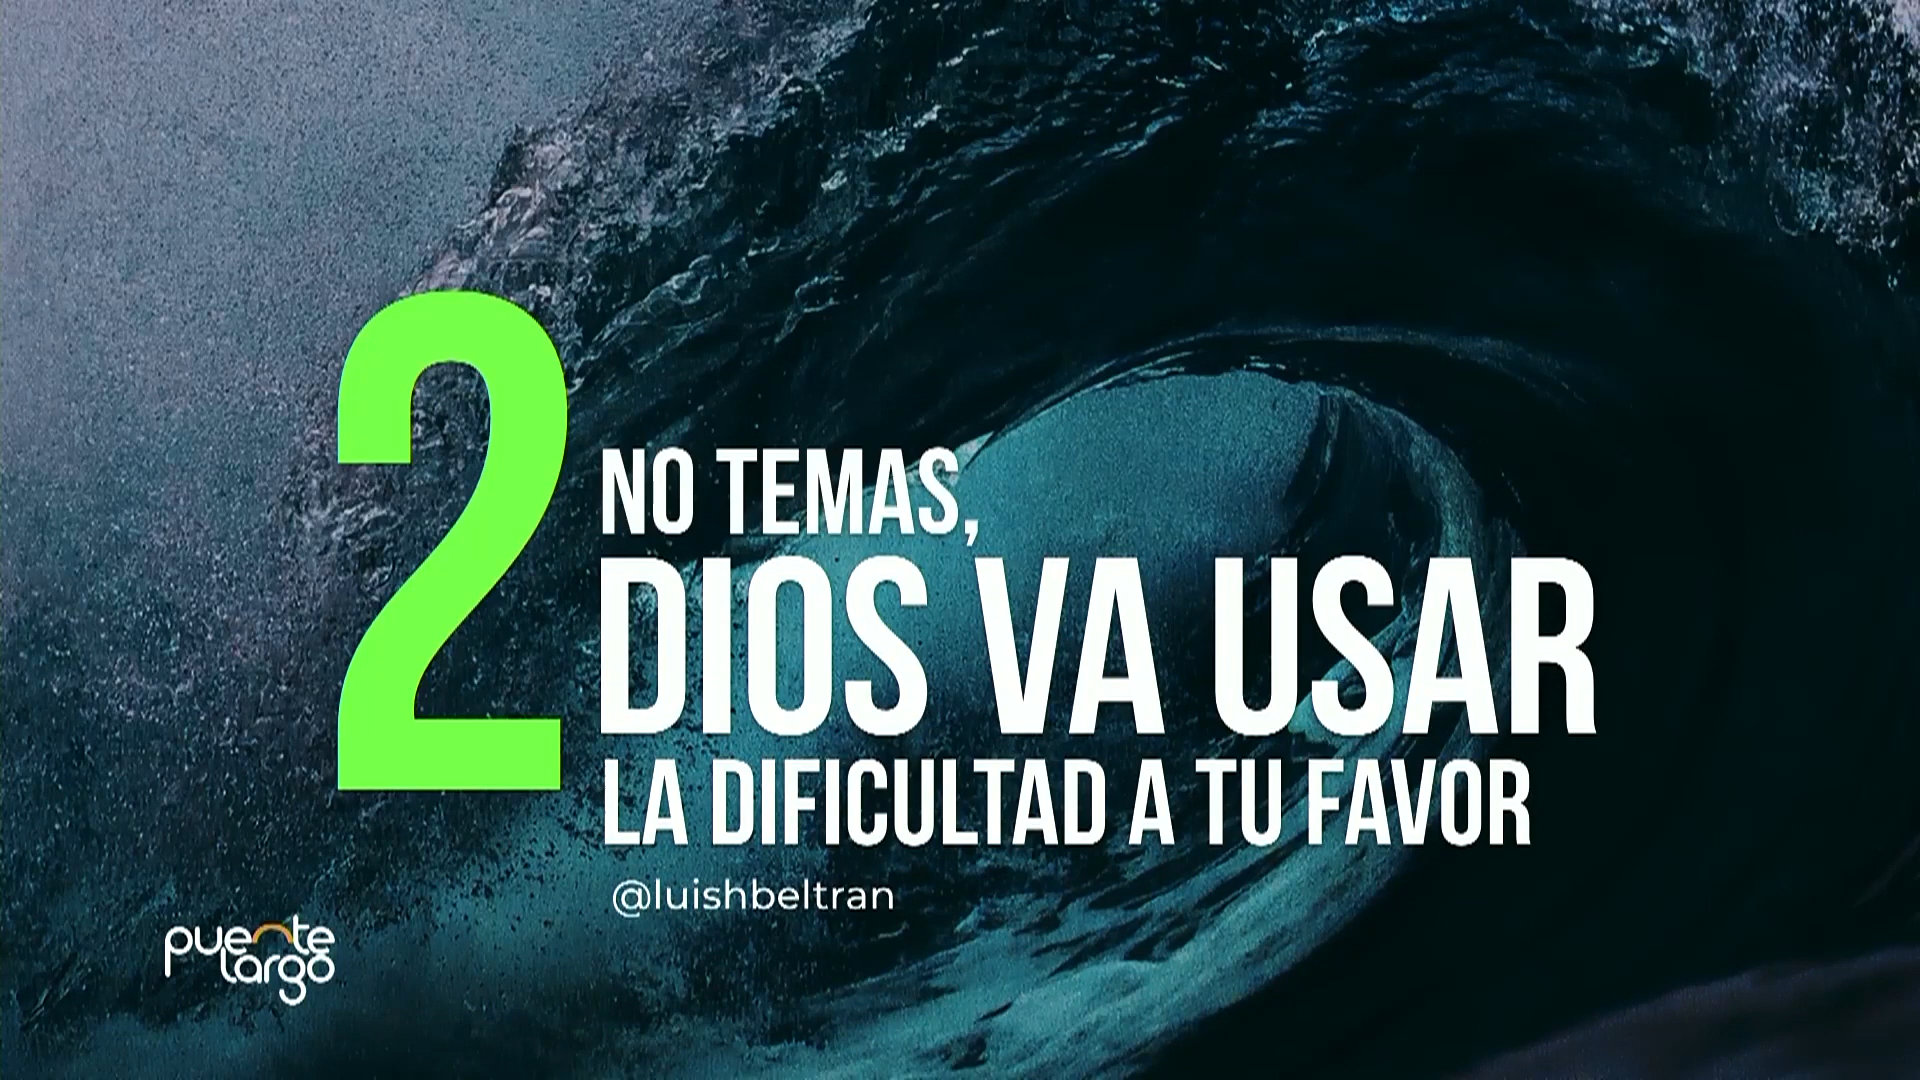 2
NO TEMAS,
DIOS VA USAR
LA DIFICULTAD A TU FAVOR
@luishbeltran
puente
largo